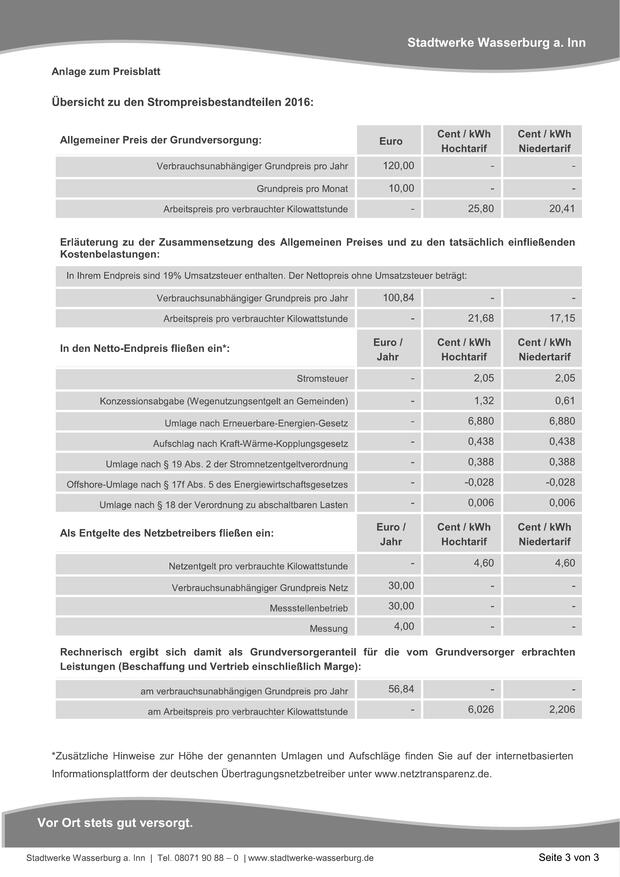 Stadtwerke Wasserburg a. Inn
Anlage zum Preisblatt
Übersicht zu den Strompreisbestandteilen 2016:
Allgemeiner Preis der Grundversorgung: Euro Cent / kWh Hochtarif Cent / kWh Niedertarif
Verbrauchsunabhängiger Grundpreis pro Jahr 120,00 - -
Grundpreis pro Monat 10,00 - -
Arbeitspreis pro verbrauchter Kilowattstunde - 25,80 20,41
Erläuterung zu der Zusammensetzung des Allgemeinen Preises und zu den tatsächlich einfließenden
Kostenbelastungen:
In Ihrem Endpreis sind 19% Umsatzsteuer enthalten. Der Nettopreis ohne Umsatzsteuer beträgt:
Verbrauchsunabhängiger Grundpreis pro Jahr 100,84 - -
Arbeitspreis pro verbrauchter Kilowattstunde - 21,68 17,15
In den Netto-Endpreis fließen ein*: Euro / Jahr Cent / kWh Hochtarif Cent / kWh Niedertarif
Stromsteuer - 2,05 2,05
Konzessionsabgabe (Wegenutzungsentgelt an Gemeinden) - 1,32 0,61
Umlage nach Erneuerbare-Energien-Gesetz - 6,880 6,880
Aufschlag nach Kraft-Wärme-Kopplungsgesetz - 0,438 0,438
Umlage nach § 19 Abs. 2 der Stromnetzentgeltverordnung - 0,388 0,388
Offshore-Umlage nach § 17f Abs. 5 des Energiewirtschaftsgesetzes - -0,028 -0,028
Umlage nach § 18 der Verordnung zu abschaltbaren Lasten - 0,006 0,006
Als Entgelte des Netzbetreibers fließen ein: Euro / Jahr Cent / kWh Hochtarif Cent / kWh Niedertarif
Netzentgelt pro verbrauchte Kilowattstunde - 4,60 4,60
Verbrauchsunabhängiger Grundpreis Netz 30,00 - -
Messstellenbetrieb 30,00 - -
Messung 4,00 - -
Rechnerisch ergibt sich damit als Grundversorgeranteil für die vom Grundversorger erbrachten
Leistungen (Beschaffung und Vertrieb einschließlich Marge):
am verbrauchsunabhängigen Grundpreis pro Jahr 56,84 - -
am Arbeitspreis pro verbrauchter Kilowattstunde - 6,026 2,206
*Zusätzliche Hinweise zur Höhe der genannten Umlagen und Aufschläge finden Sie auf der internetbasierten
Informationsplattform der deutschen Übertragungsnetzbetreiber unter www.netztransparenz.de.
Vor Ort stets gut versorgt.
Stadtwerke Wasserburg a. Inn | Tel. 08071 90 88 – 0 | www.stadtwerke-wasserburg.de Seite 3 von 3